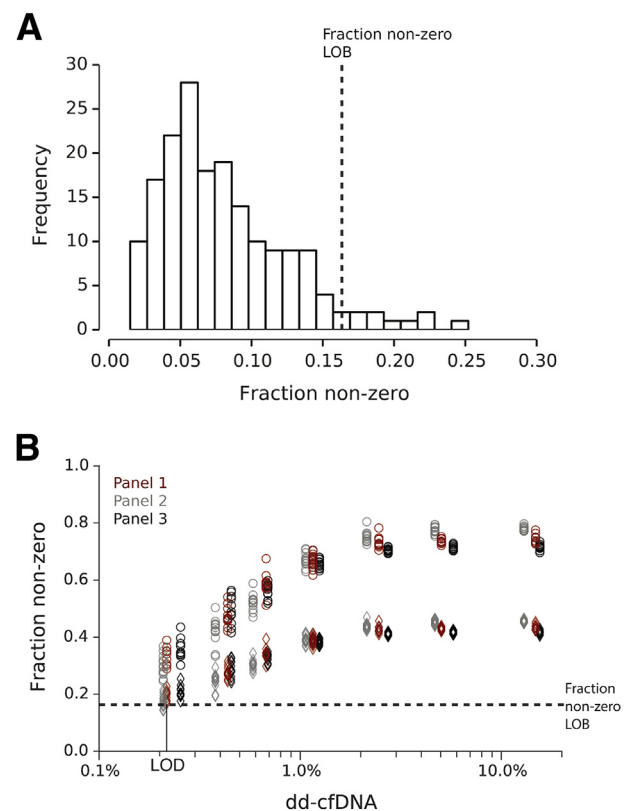 A
Fraction non-zero
LOB
30
25
20
15
10
5
0
Frequency
0.00 0.05 0.10 0.15 0.20 0.25 0.30
Fraction non-zero
B
1.0
0.8
0.6
0.4
0.2
0.0
Fraction non-zero
Panel 1
Panel 2
Panel 3
Fraction
non-zero
LOB
LOD
0.1% 1.0% 10.0%
dd-cfDNA